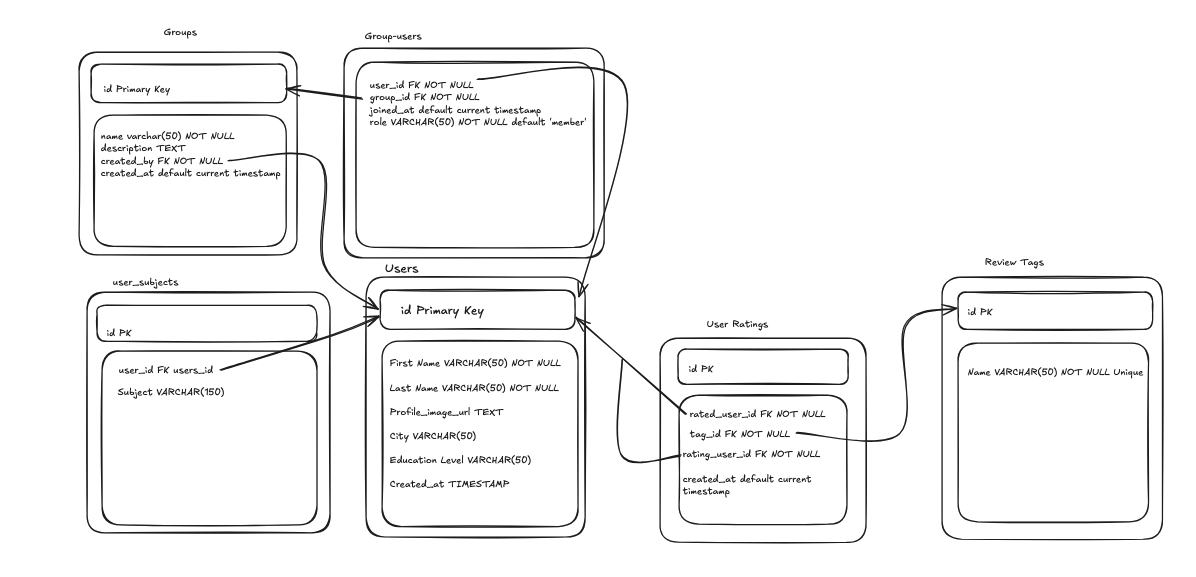 Groups
id Primary Key
name varchar(50) NOT NULL
description TEXT
created_by FK NOT NULL
created_at default current timestamp
Group-users
user_id FK NOT NULL
group_id FK NOT NULL
joined_at default current timestamp
role VARCHAR(50) NOT NULL default 'member'
user_subjects
id PK
user_id FK users_id
Subject VARCHAR(150)
Users
id Primary Key
First Name VARCHAR(50) NOT NULL
Last Name VARCHAR(50) NOT NULL
Profile_image_url TEXT
City VARCHAR(50)
Education Level VARCHAR(50)
Created_at TIMESTAMP
User Ratings
id PK
rated_user_id FK NOT NULL
tag_id FK NOT NULL
rating_user_id FK NOT NULL
created_at default current
timestamp
Review Tags
id PK
Name VARCHAR(50) NOT NULL Unique